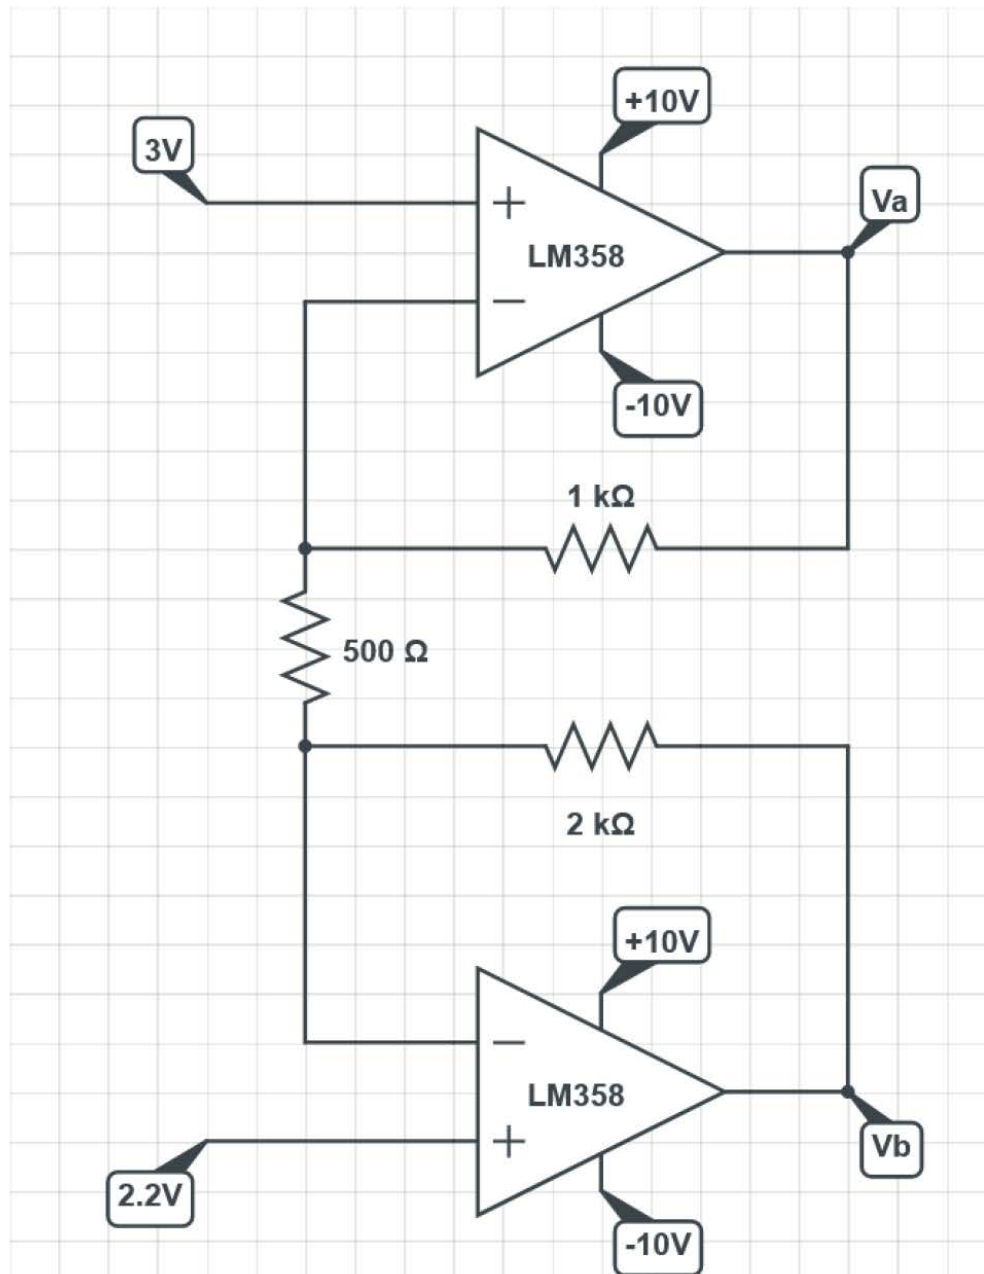 +10V
3V
Va
+
LM358
−
-10V
1 kΩ
500 Ω
2 kΩ
+10V
−
LM358
+
Vb
2.2V
-10V